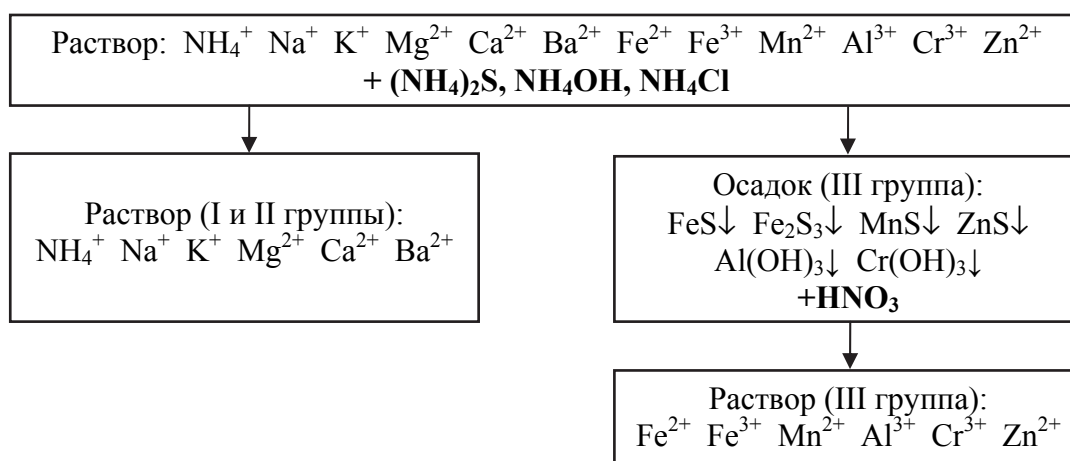 Раствор: NH₄⁺ Na⁺ K⁺ Mg²⁺ Ca²⁺ Ba²⁺ Fe²⁺ Fe³⁺ Mn²⁺ Al³⁺ Cr³⁺ Zn²⁺
+ (NH₄)₂S, NH₄OH, NH₄Cl
Раствор (I и II группы):
NH₄⁺ Na⁺ K⁺ Mg²⁺ Ca²⁺ Ba²⁺
Осадок (III группа):
FeS↓ Fe₂S₃↓ MnS↓ ZnS↓
Al(OH)₃↓ Cr(OH)₃↓
+HNO₃
Раствор (III группа):
Fe²⁺ Fe³⁺ Mn²⁺ Al³⁺ Cr³⁺ Zn²⁺